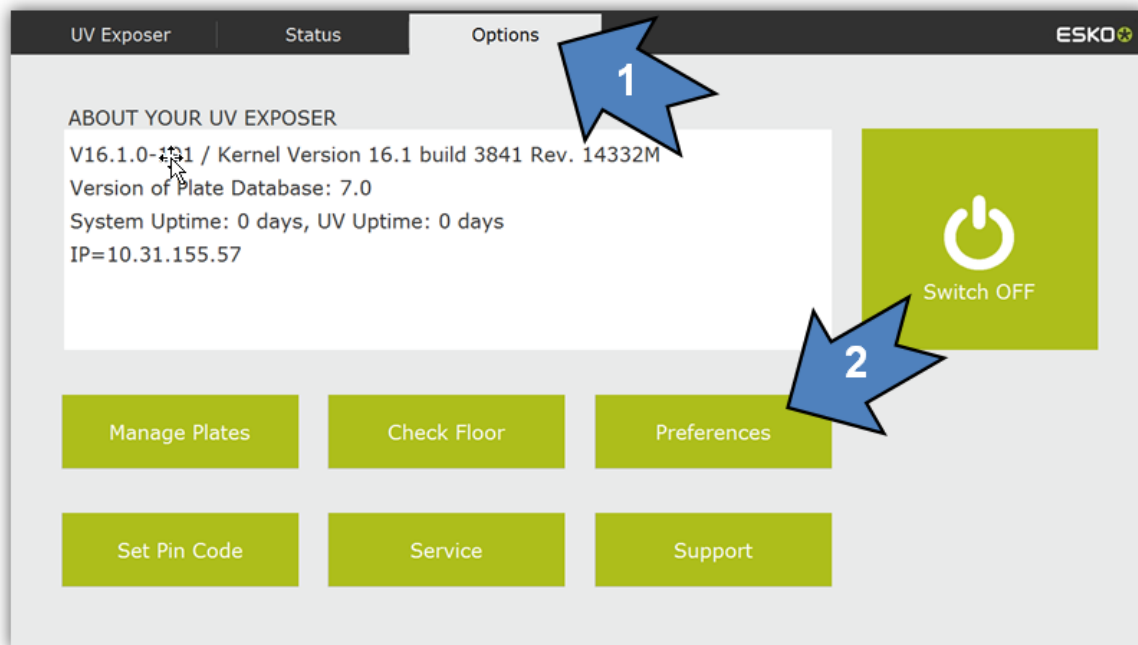 UV Exposer Status Options ESKO
1
ABOUT YOUR UV EXPOSER
/ Kernel Version 16.1 build 3841 Rev. 14332M
Version of Plate Database: 7.0
System Uptime: 0 days, UV Uptime: 0 days
IP=10.31.155.57
Switch OFF
2
Manage Plates Check Floor Preferences
Set Pin Code Service Support